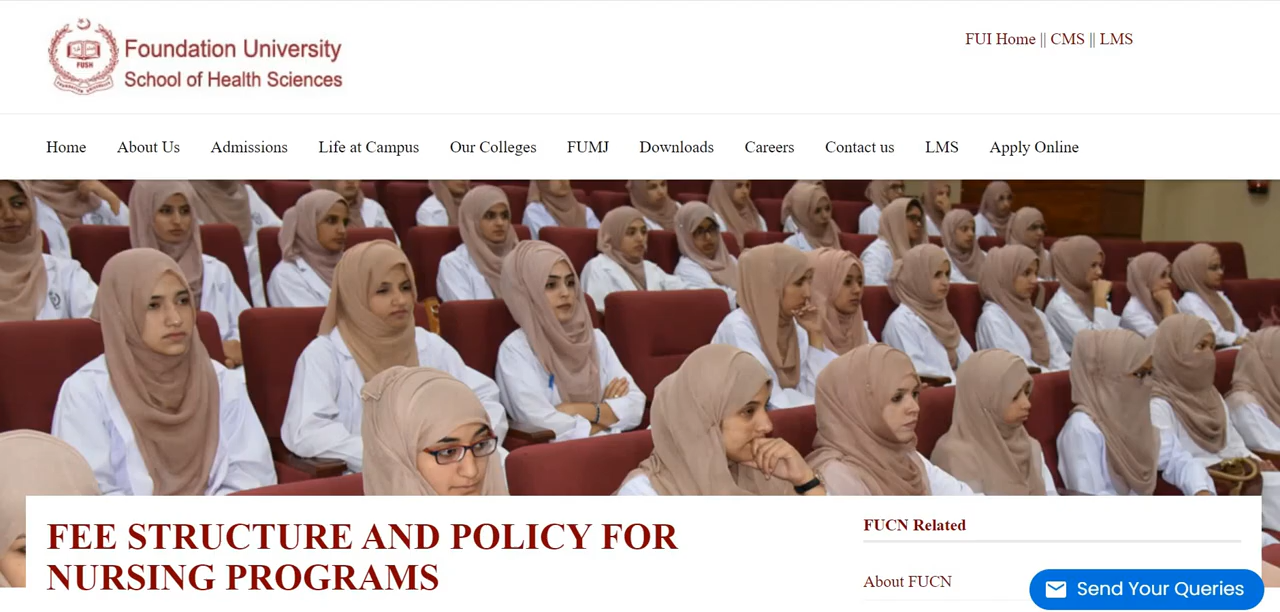 Foundation University
School of Health Sciences
FUSH
FUI Home || CMS || LMS
Home About Us Admissions Life at Campus Our Colleges FUMJ Downloads Careers Contact us LMS Apply Online
FEE STRUCTURE AND POLICY FOR
NURSING PROGRAMS
FUCN Related
About FUCN
Send Your Queries